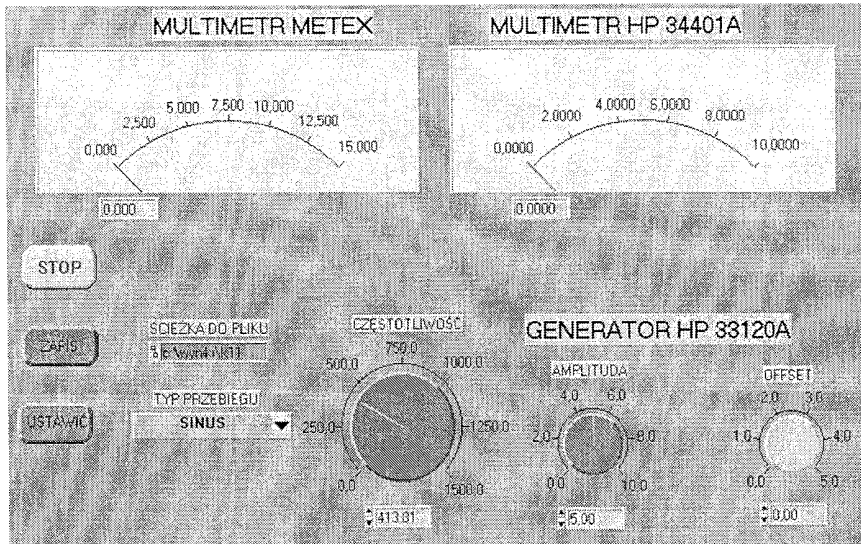 MULTIMETR METEX
MULTIMETR HP 34401A
0,000 2,500 5,000 7,500 10,000 12,500 15,000
0,000
0,0000 2,0000 4,0000 6,0000 8,0000 10,0000
0,0000
STOP
ZAPIS
USTAWIĆ
ŚCIEŻKA DO PLIKU
TYP PRZEBIEGU
SINUS
CZĘSTOTLIWOŚĆ
0,0 250,0 500,0 750,0 1000,0 1250,0 1500,0
413,81
GENERATOR HP 33120A
AMPLITUDA
0,0 2,0 4,0 6,0 8,0 10,0
5,00
OFFSET
0,0 1,0 2,0 3,0 4,0 5,0
0,00